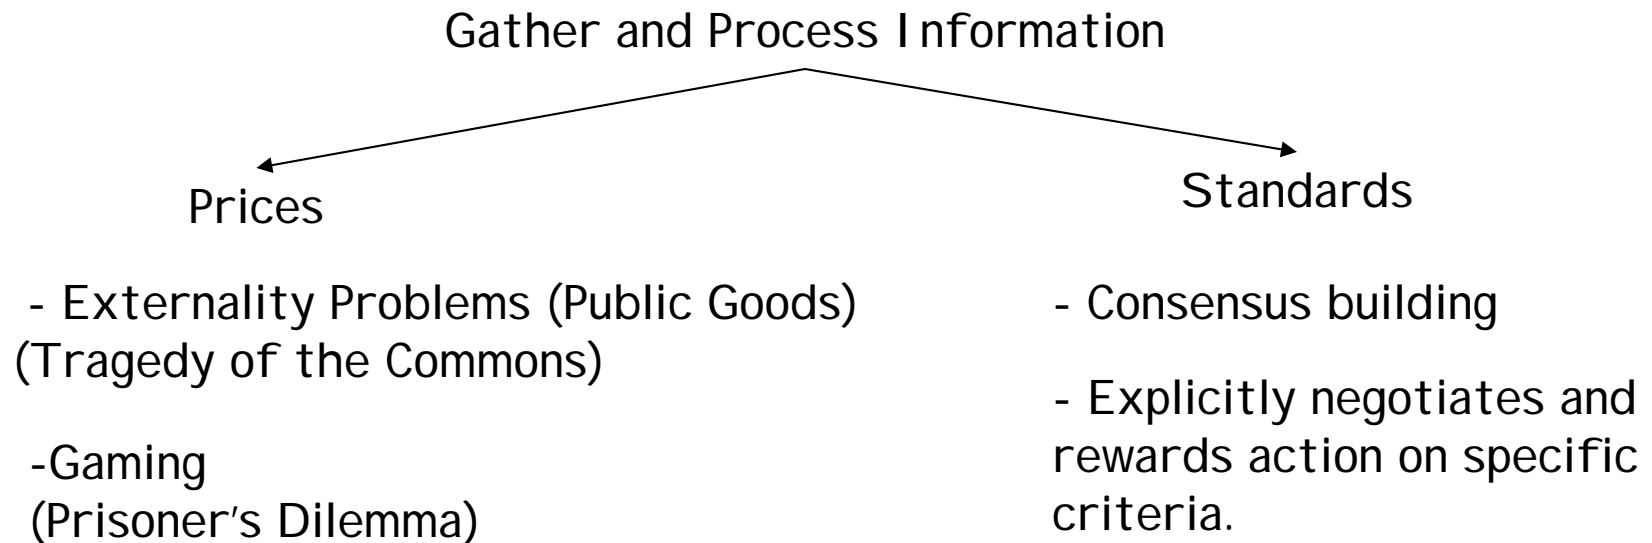 Gather and Process Information
Prices
- Externality Problems (Public Goods)
(Tragedy of the Commons)
-Gaming
(Prisoner's Dilemma)
Standards
- Consensus building
- Explicitly negotiates and
rewards action on specific
criteria.